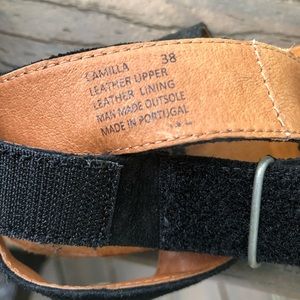 CAMILLA 38
LEATHER UPPER
LEATHER LINING
MAN MADE OUTSOLE
MADE IN PORTUGAL